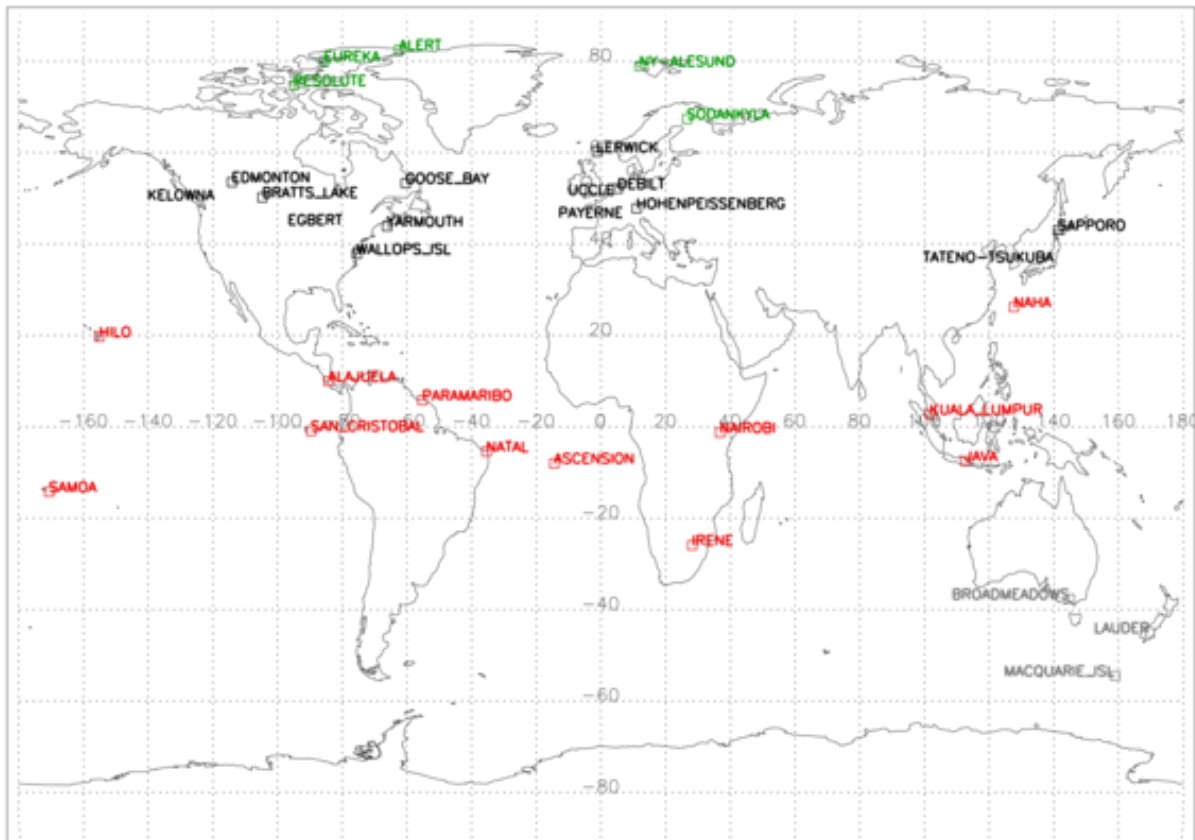 ALERT
EUREKA
80
NY-ALESUND
RESOLUTE
SODANKYLA
LERWICK
EDMONTON
GOOSE_BAY
KELOWNA
BRATTS_LAKE
UCCLE
DEBILT
PAYERNE
HOHENPEISSENBERG
EGBERT
YARMOUTH
SAPPORO
40
WALLOPS_ISL
TATENO-TSUKUBA
NAHA
HILO
20
ALAJUELA
PARAMARIBO
KUALA_LUMPUR
-160 -140 -120 -100 -80 -60 -40 -20 0 20 40 60 80 100 120 140 160 180
SAN_CRISTOBAL
NAIROBI
NATAL
ASCENSION
JAVA
SAMOA
-20
IRENE
BROADMEADOWS
-40
LAUDER
MACQUARIE_ISL
-60
-80